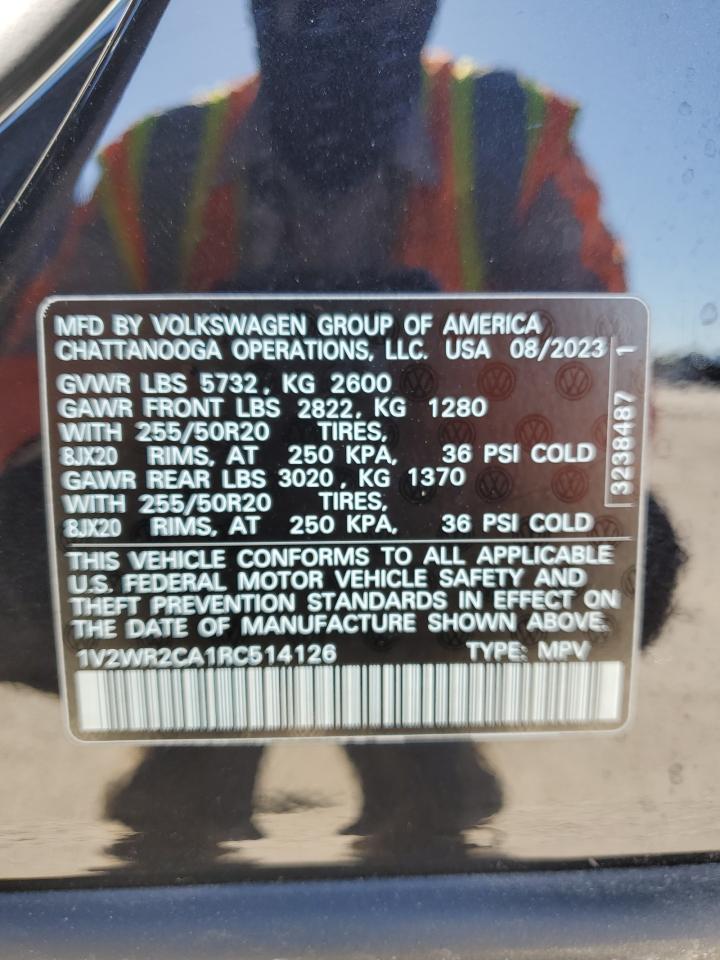 MFD BY VOLKSWAGEN GROUP OF AMERICA
CHATTANOOGA OPERATIONS, LLC. USA 08/2023
GVWR LBS 5732, KG 2600
GAWR FRONT LBS 2822, KG 1280
WITH 255/50R20 TIRES,
8JX20 RIMS, AT 250 KPA, 36 PSI COLD
GAWR REAR LBS 3020, KG 1370
WITH 255/50R20 TIRES,
8JX20 RIMS, AT 250 KPA, 36 PSI COLD
3238487 1
THIS VEHICLE CONFORMS TO ALL APPLICABLE
U.S. FEDERAL MOTOR VEHICLE SAFETY AND
THEFT PREVENTION STANDARDS IN EFFECT ON
THE DATE OF MANUFACTURE SHOWN ABOVE.
1V2WR2CA1RC514126 TYPE: MPV